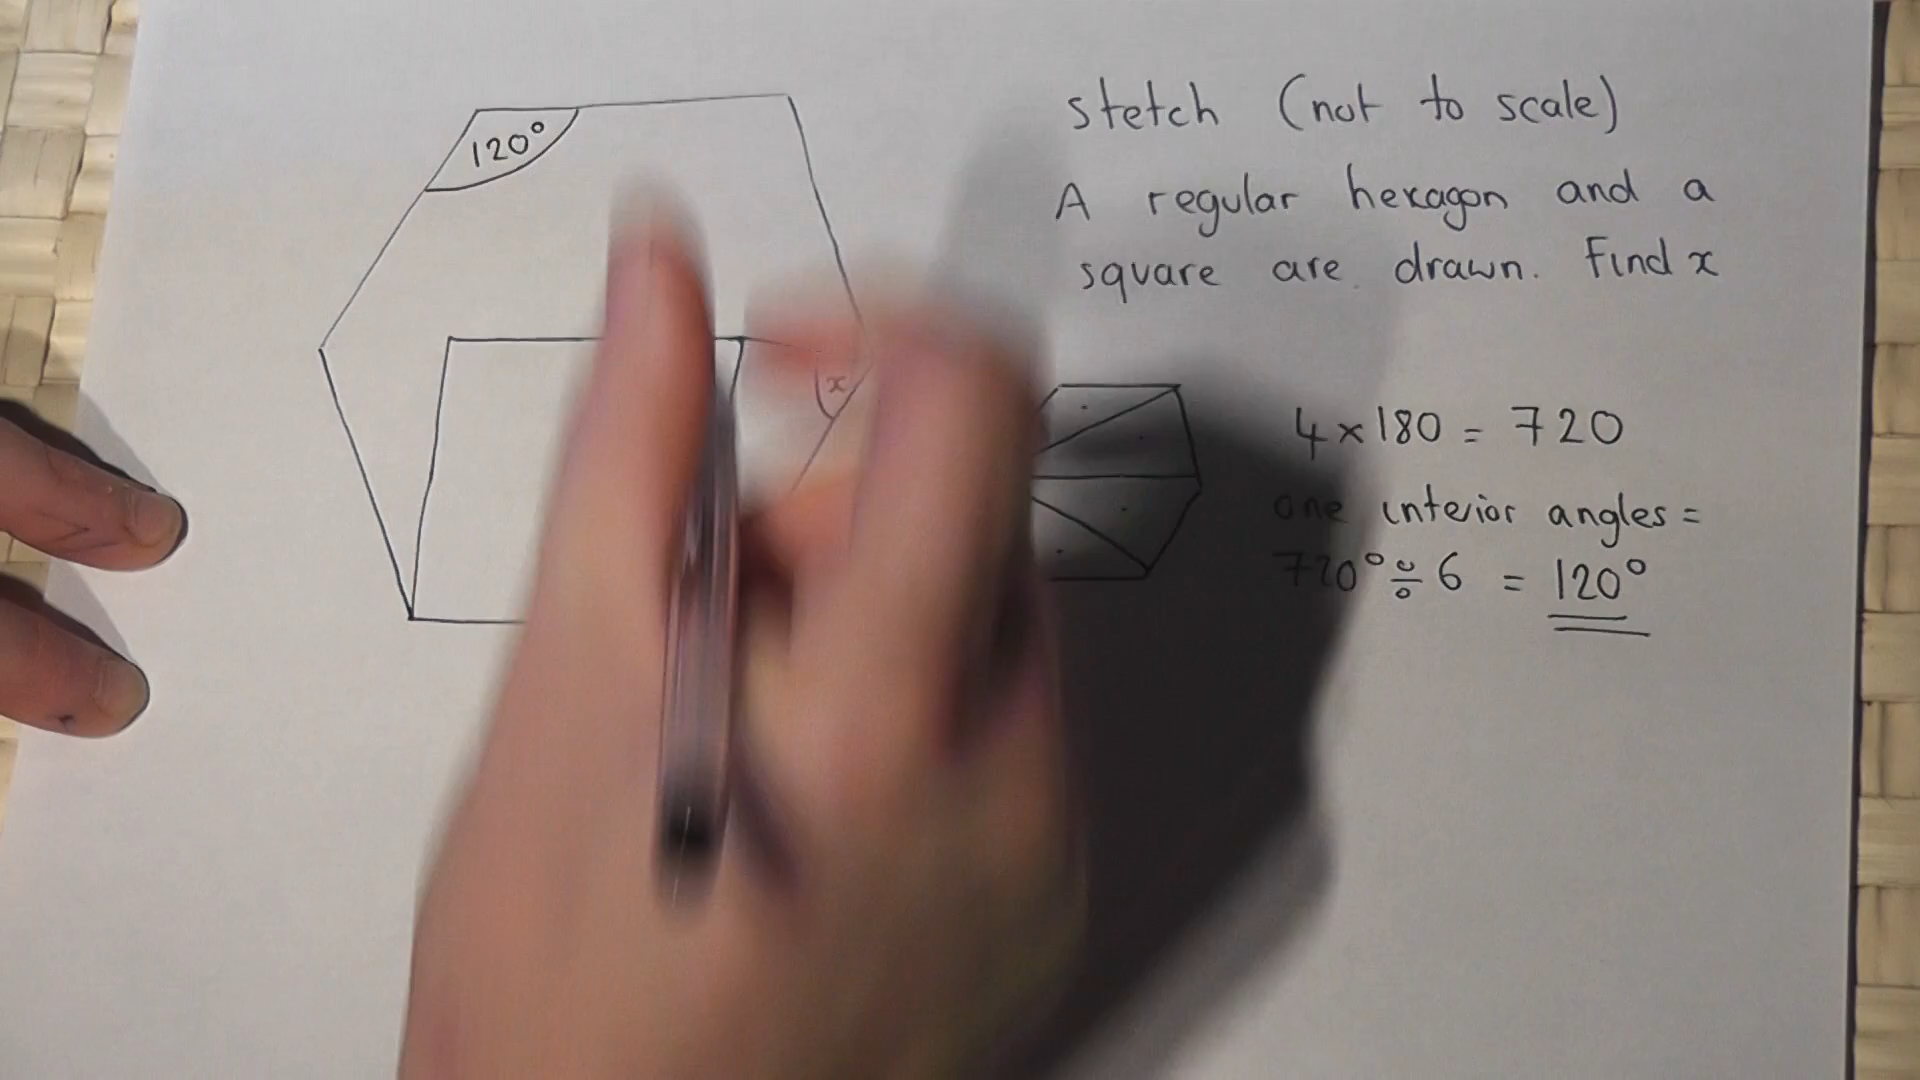 stetch (not to scale)
A regular hexagon and a
square are drawn. Find x
120°
x
4 x 180 = 720
one interior angles =
720° ÷ 6 = 120°